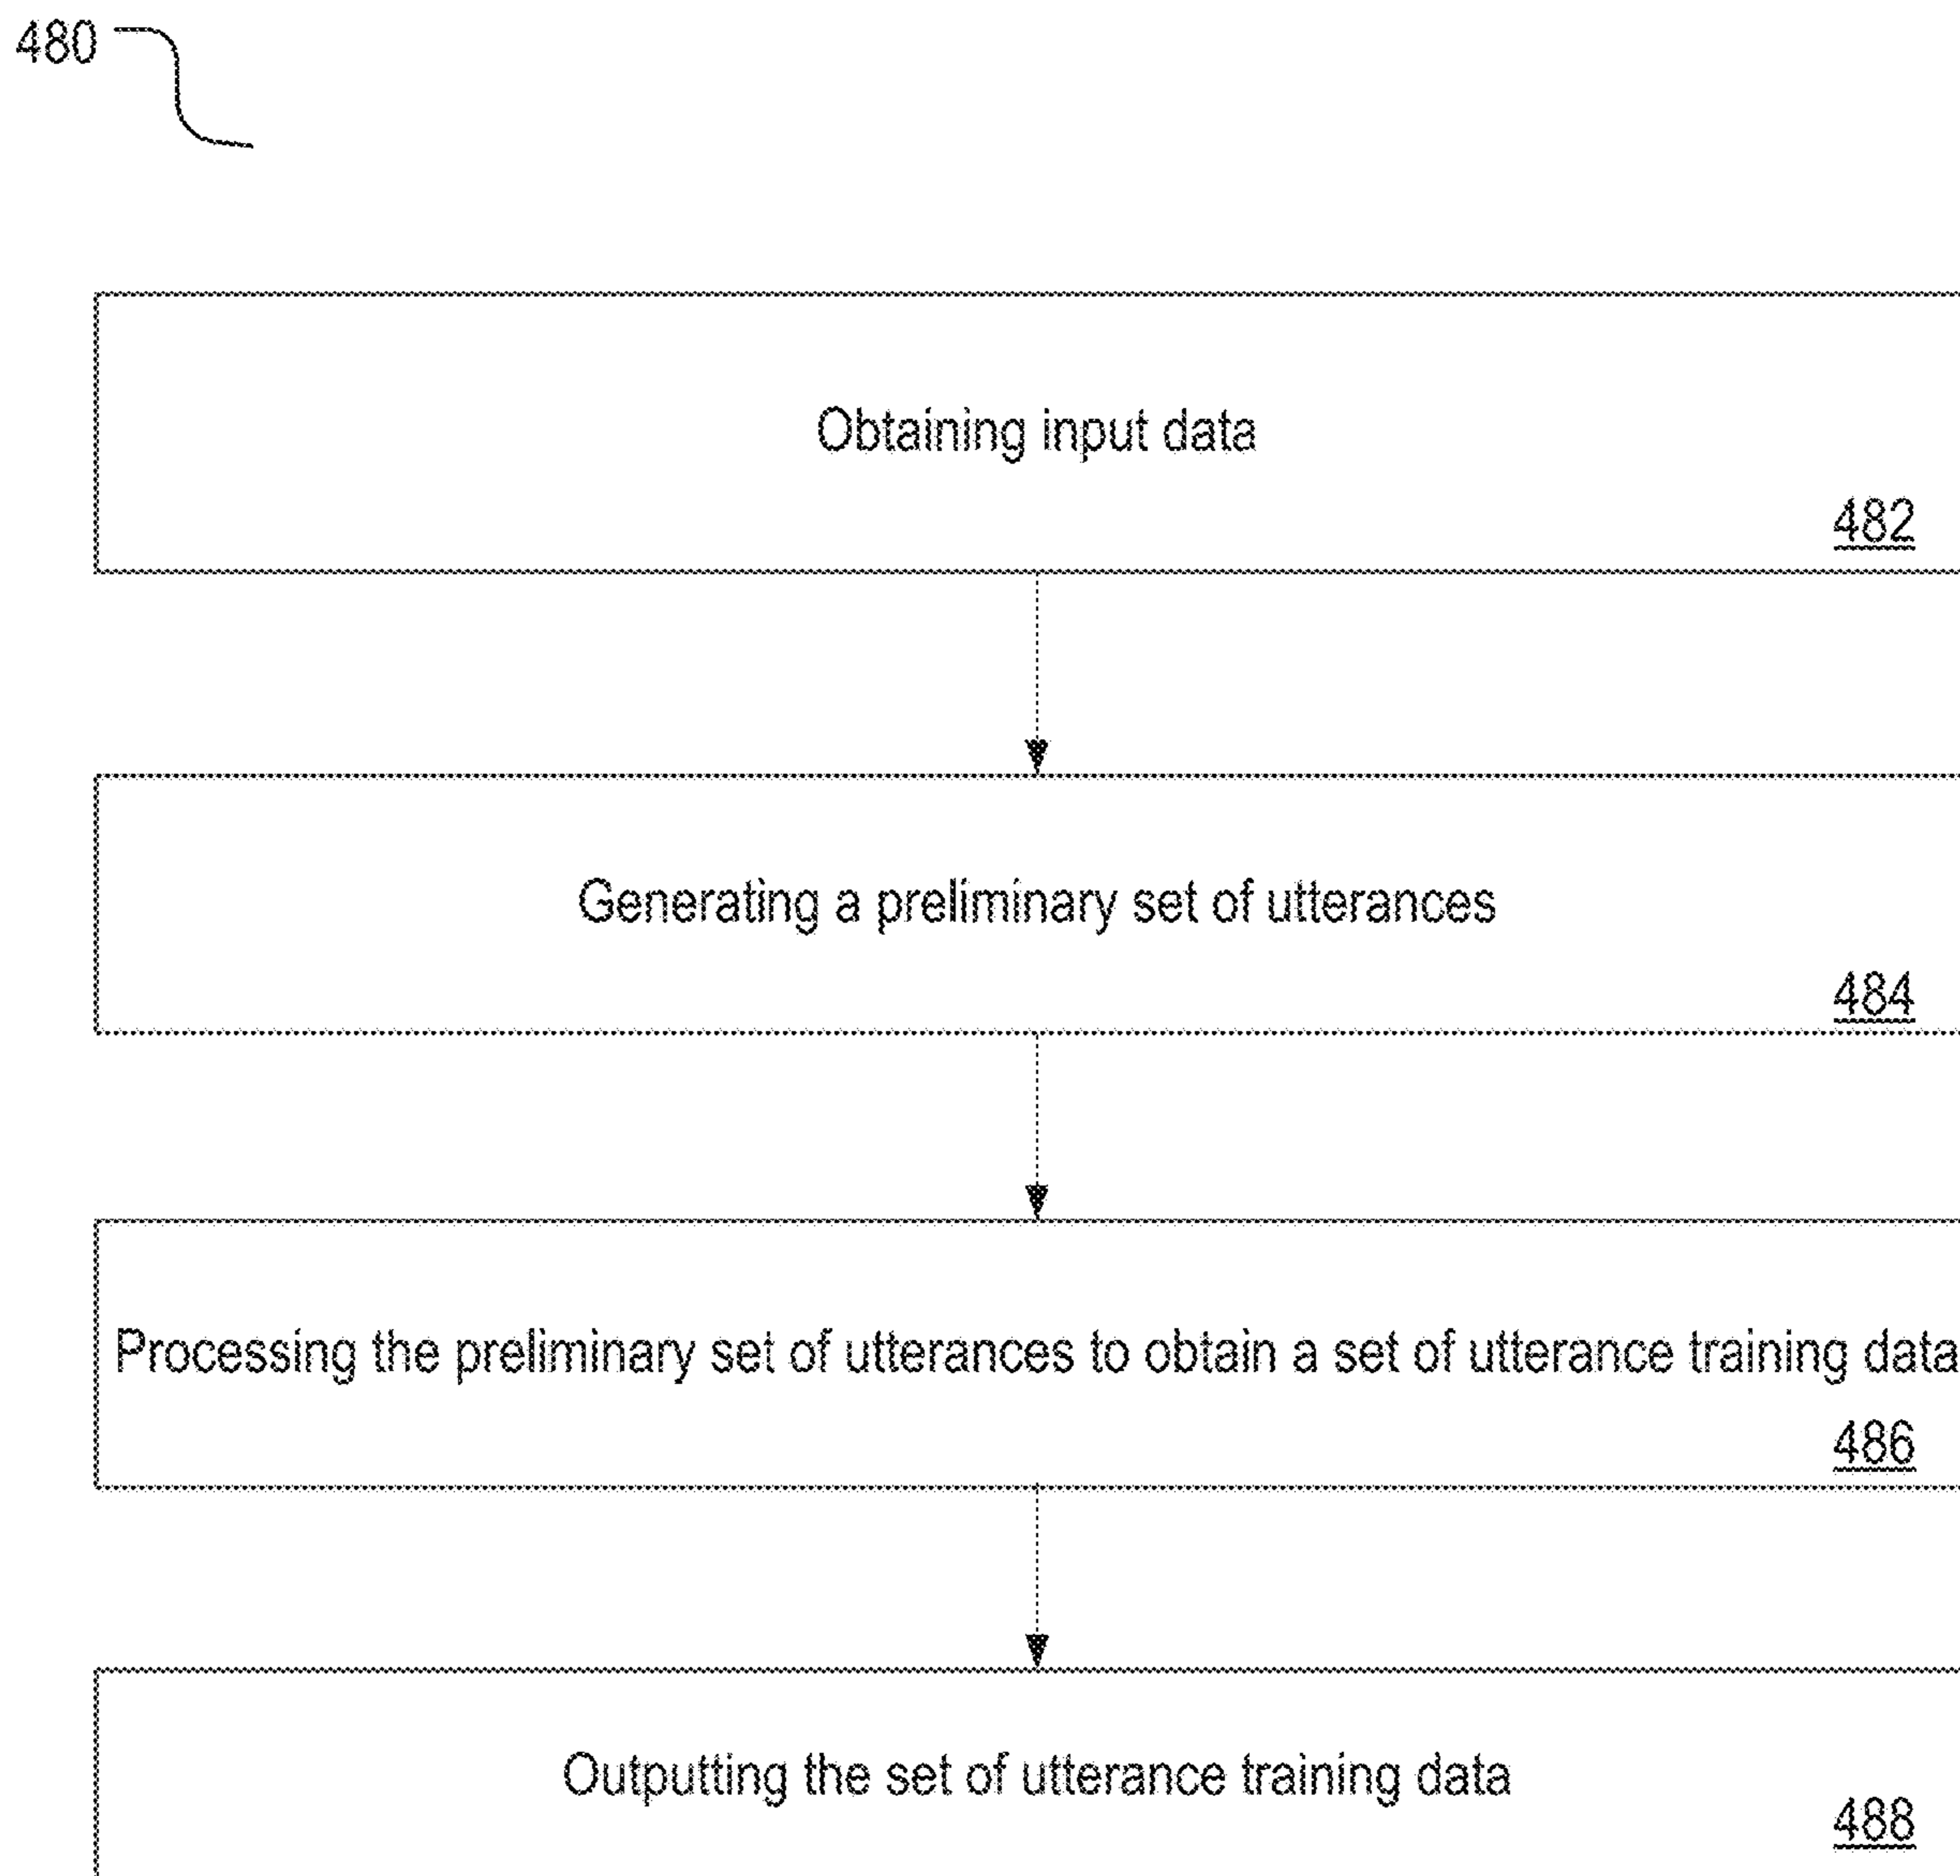 480
Obtaining input data
482
Generating a preliminary set of utterances
484
Processing the preliminary set of utterances to obtain a set of utterance training data
486
Outputting the set of utterance training data
488